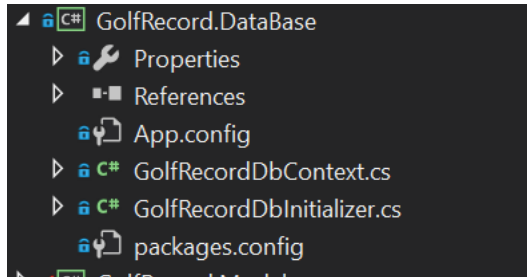 C# GolfRecord.DataBase
Properties
References
App.config
C# GolfRecordDbContext.cs
C# GolfRecordDbInitializer.cs
packages.config